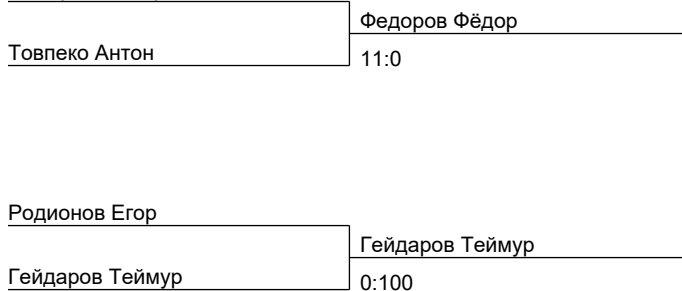 Федоров Фёдор
Товпеко Антон
11:0
Родионов Егор
Гейдаров Теймур
Гейдаров Теймур
0:100